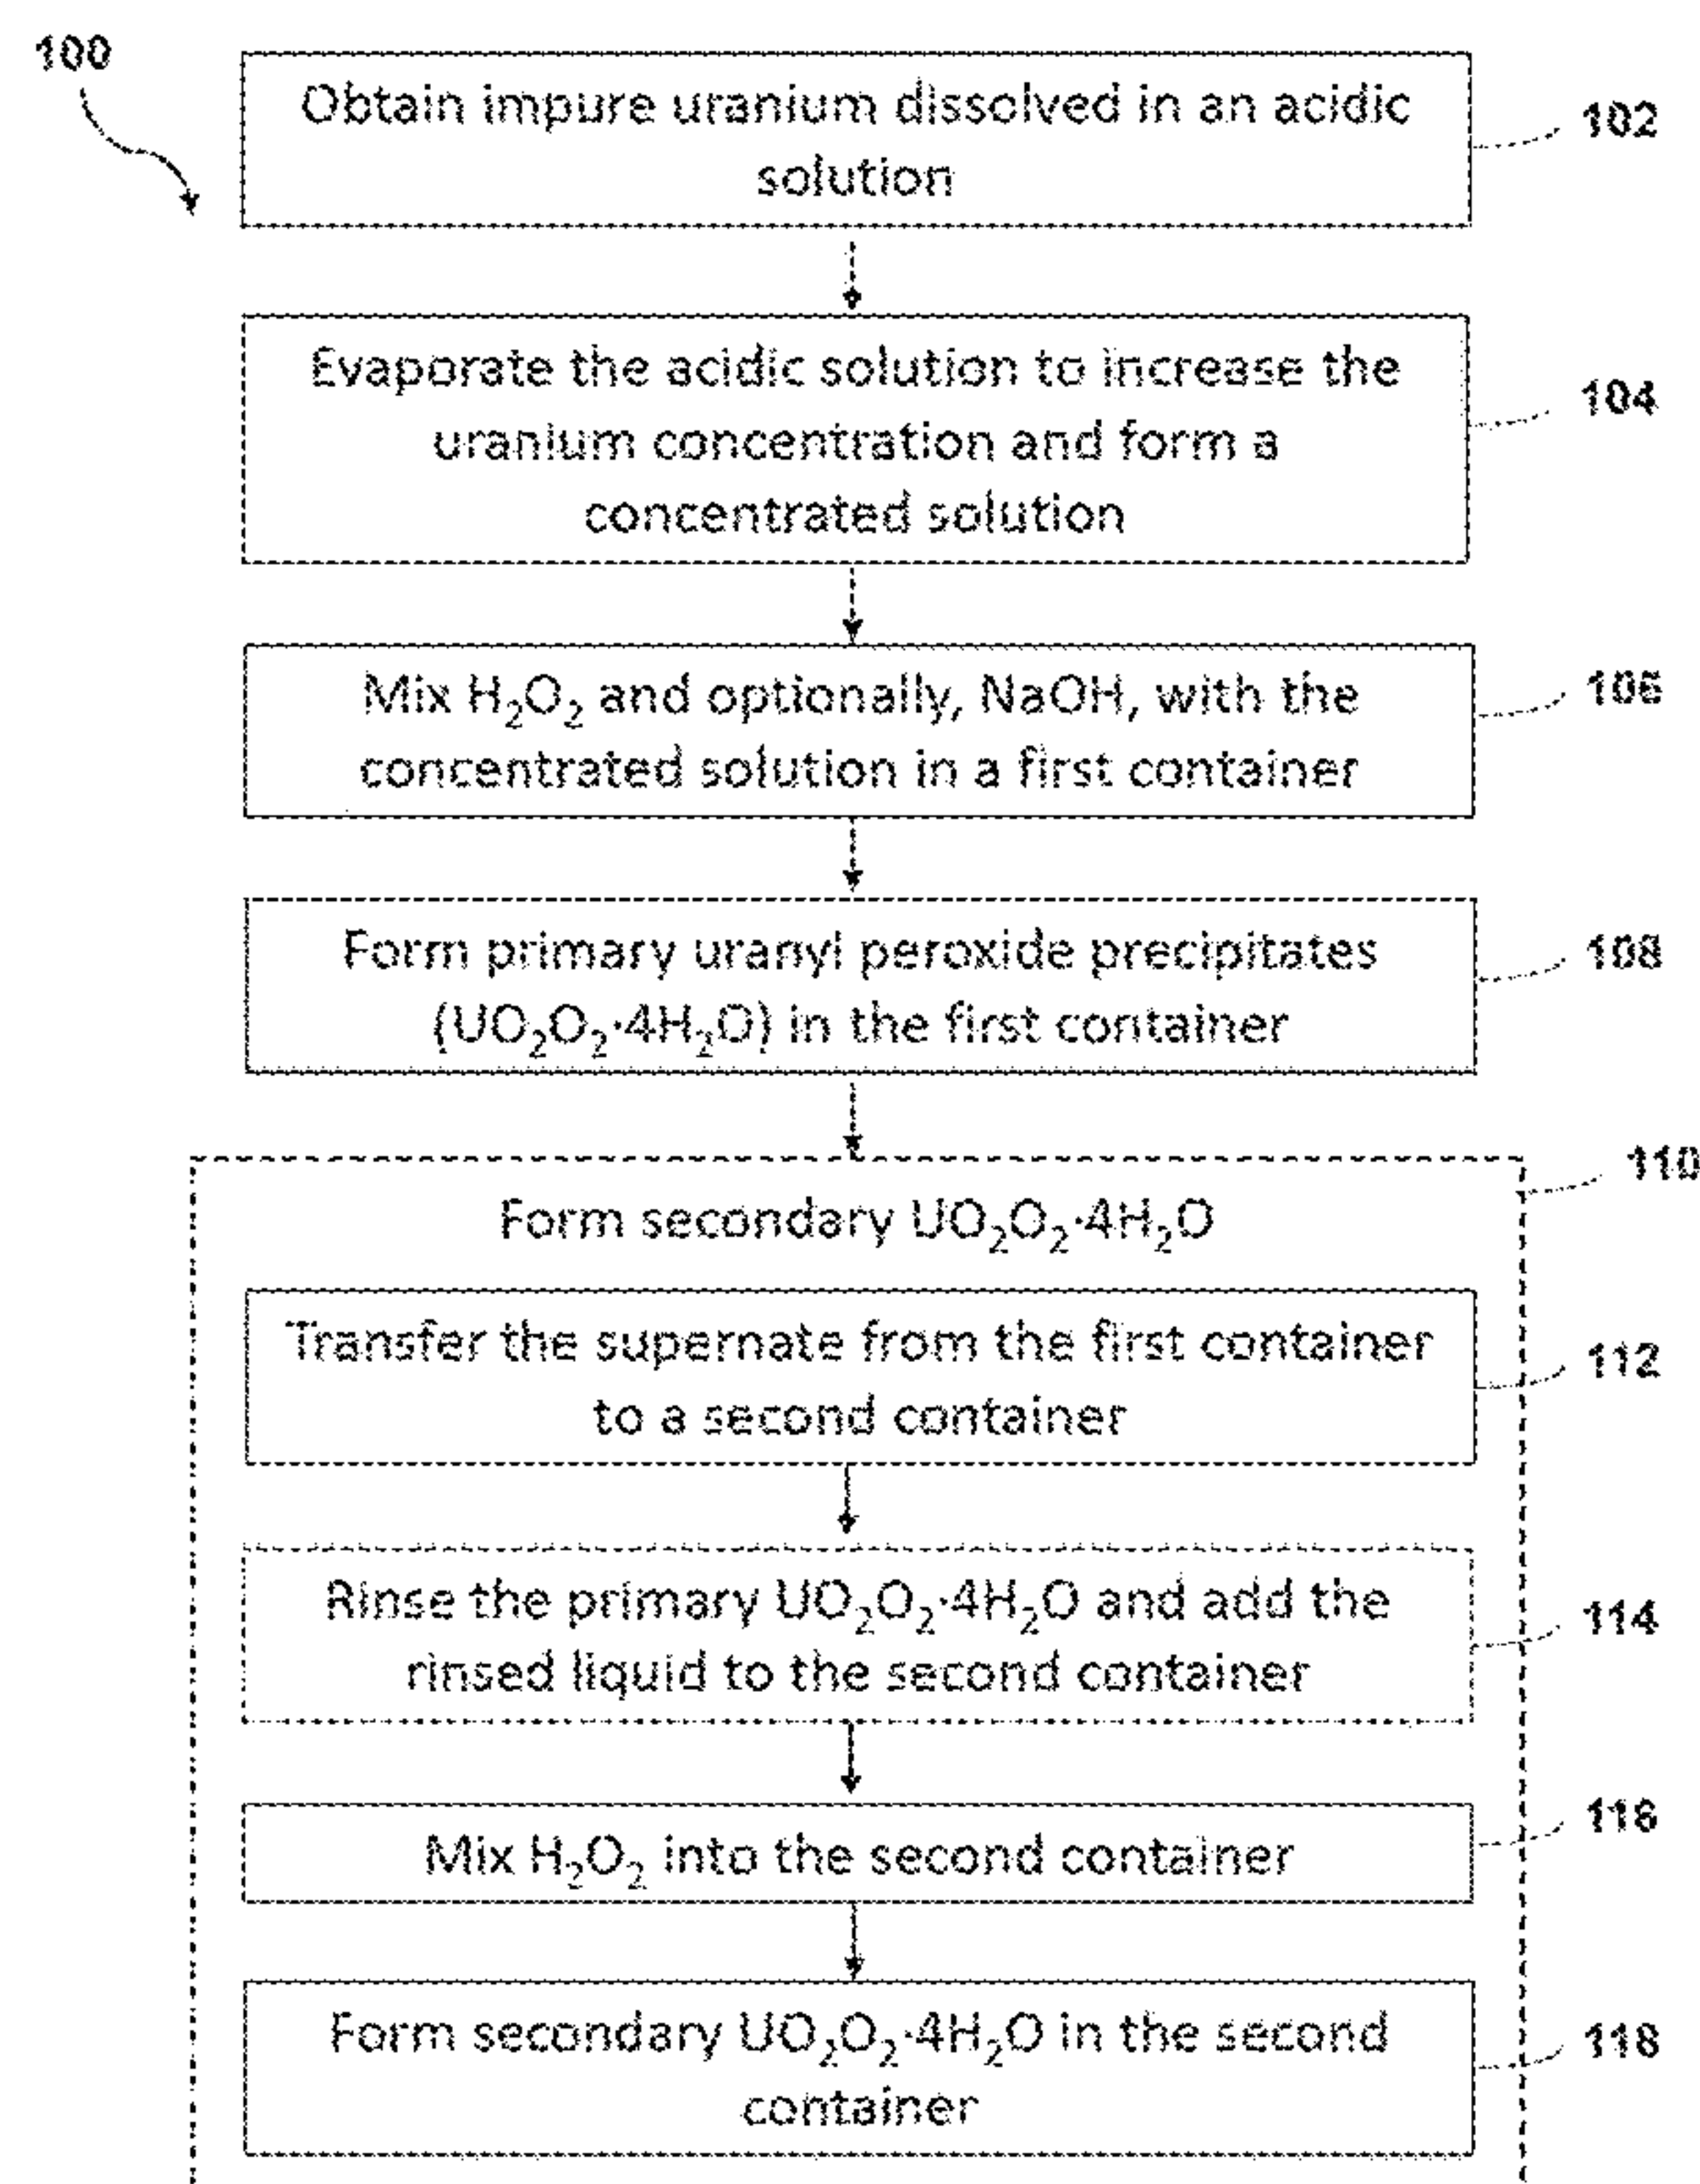 100
Obtain impure uranium dissolved in an acidic
solution
102
Evaporate the acidic solution to increase the
uranium concentration and form a
concentrated solution
104
Mix H₂O₂ and optionally, NaOH, with the
concentrated solution in a first container
106
Form primary uranyl peroxide precipitates
(UO₂O₂·4H₂O) in the first container
108
110
Form secondary UO₂O₂·4H₂O
Transfer the supernate from the first container
to a second container
112
Rinse the primary UO₂O₂·4H₂O and add the
rinsed liquid to the second container
114
Mix H₂O₂ into the second container
116
Form secondary UO₂O₂·4H₂O in the second
container
118